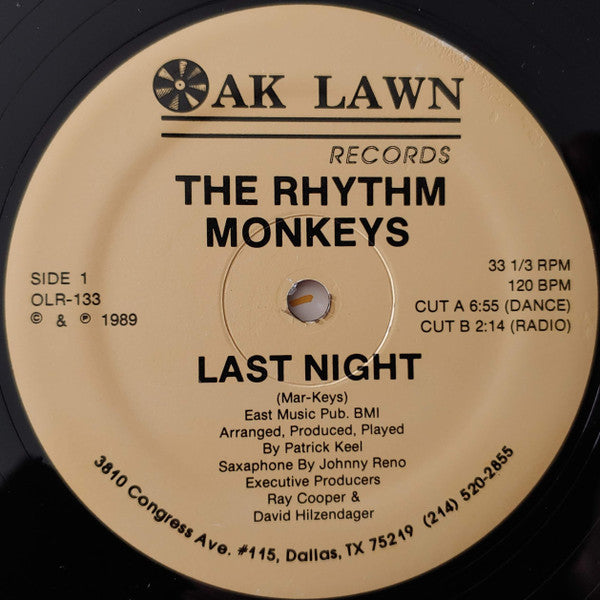 OAK LAWN
RECORDS
THE RHYTHM
MONKEYS
SIDE 1
OLR-133
© & ℗ 1989
33 1/3 RPM
120 BPM
CUT A 6:55 (DANCE)
CUT B 2:14 (RADIO)
LAST NIGHT
(Mar-Keys)
East Music Pub. BMI
Arranged, Produced, Played
By Patrick Keel
Saxaphone By Johnny Reno
Executive Producers
Ray Cooper &
David Hilzendager
3810 Congress Ave. #115, Dallas, TX 75219 (214) 520-2855